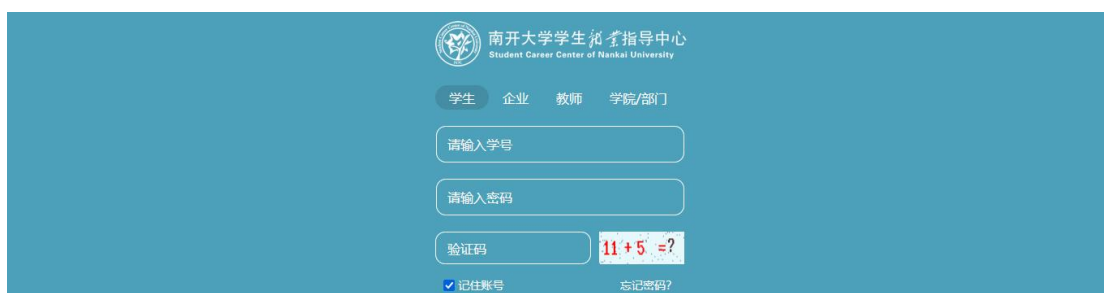 南开大学学生就业指导中心
Student Career Center of Nankai University
学生 企业 教师 学院/部门
请输入学号
请输入密码
验证码 11 + 5 =?
记住账号 忘记密码?